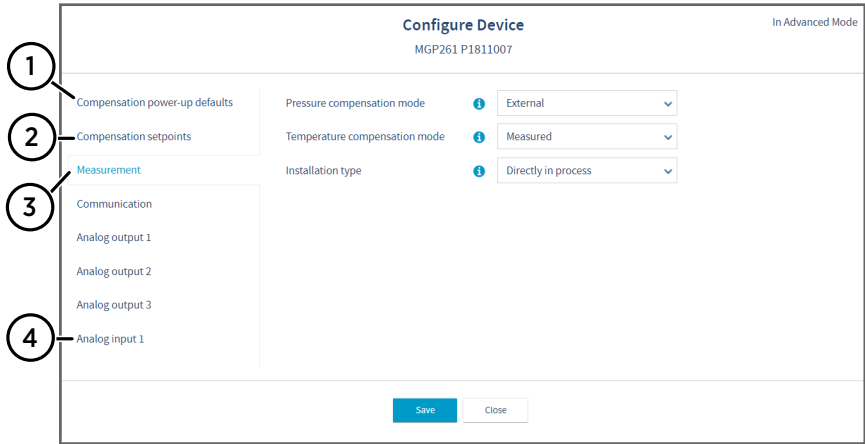 Configure Device
In Advanced Mode
MGP261 P1811007
1
Compensation power-up defaults
Pressure compensation mode
i
External
2
Compensation setpoints
Temperature compensation mode
i
Measured
3
Measurement
Installation type
i
Directly in process
Communication
Analog output 1
Analog output 2
Analog output 3
4
Analog input 1
Save
Close